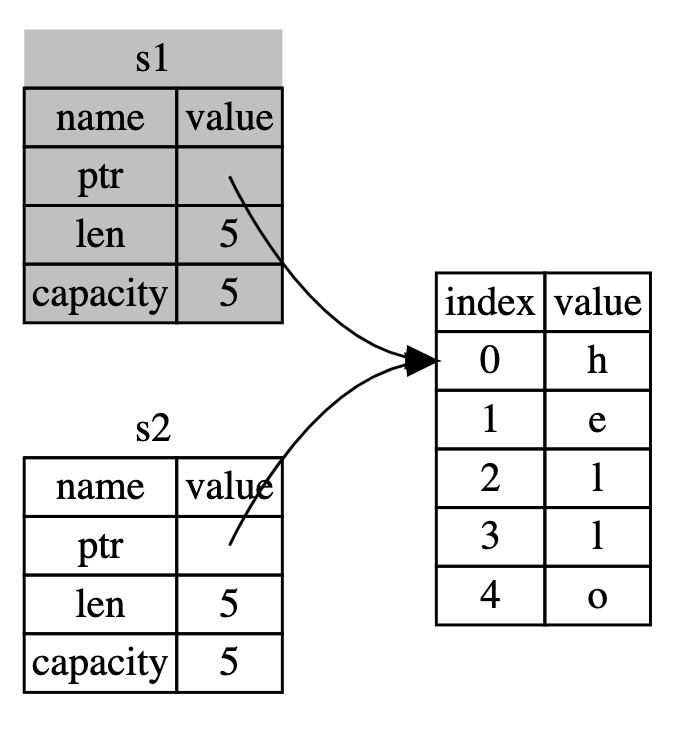 s1
name value
ptr
len 5
capacity 5
s2
name value
ptr
len 5
capacity 5
index value
0 h
1 e
2 l
3 l
4 o